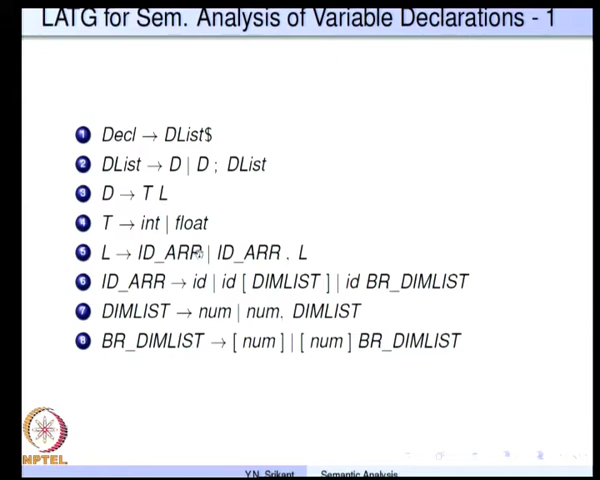 LATG for Sem. Analysis of Variable Declarations - 1
1 Decl → DList$
2 DList → D | D ; DList
3 D → T L
4 T → int | float
5 L → ID_ARR | ID_ARR , L
6 ID_ARR → id | id [ DIMLIST ] | id BR_DIMLIST
7 DIMLIST → num | num, DIMLIST
8 BR_DIMLIST → [ num ] | [ num ] BR_DIMLIST
NPTEL
Y.N. Srikant Semantic Analysis